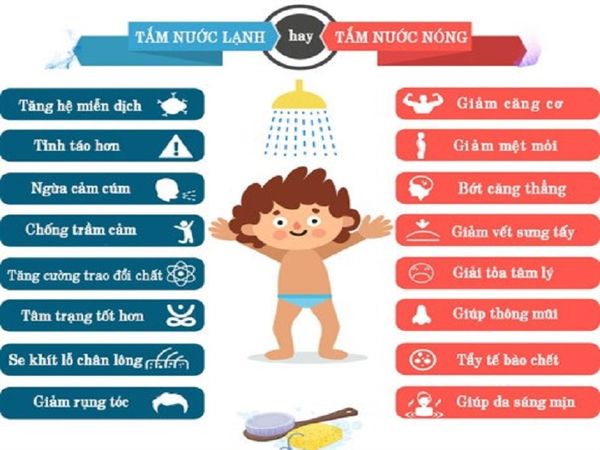 TẮM NƯỚC LẠNH hay TẮM NƯỚC NÓNG
Tăng hệ miễn dịch
Tỉnh táo hơn
Ngừa cảm cúm
Chống trầm cảm
Tăng cường trao đổi chất
Tâm trạng tốt hơn
Se khít lỗ chân lông
Giảm rụng tóc
Giảm căng cơ
Giảm mệt mỏi
Bớt căng thẳng
Giảm vết sưng tấy
Giải tỏa tâm lý
Giúp thông mũi
Tẩy tế bào chết
Giúp da sáng mịn